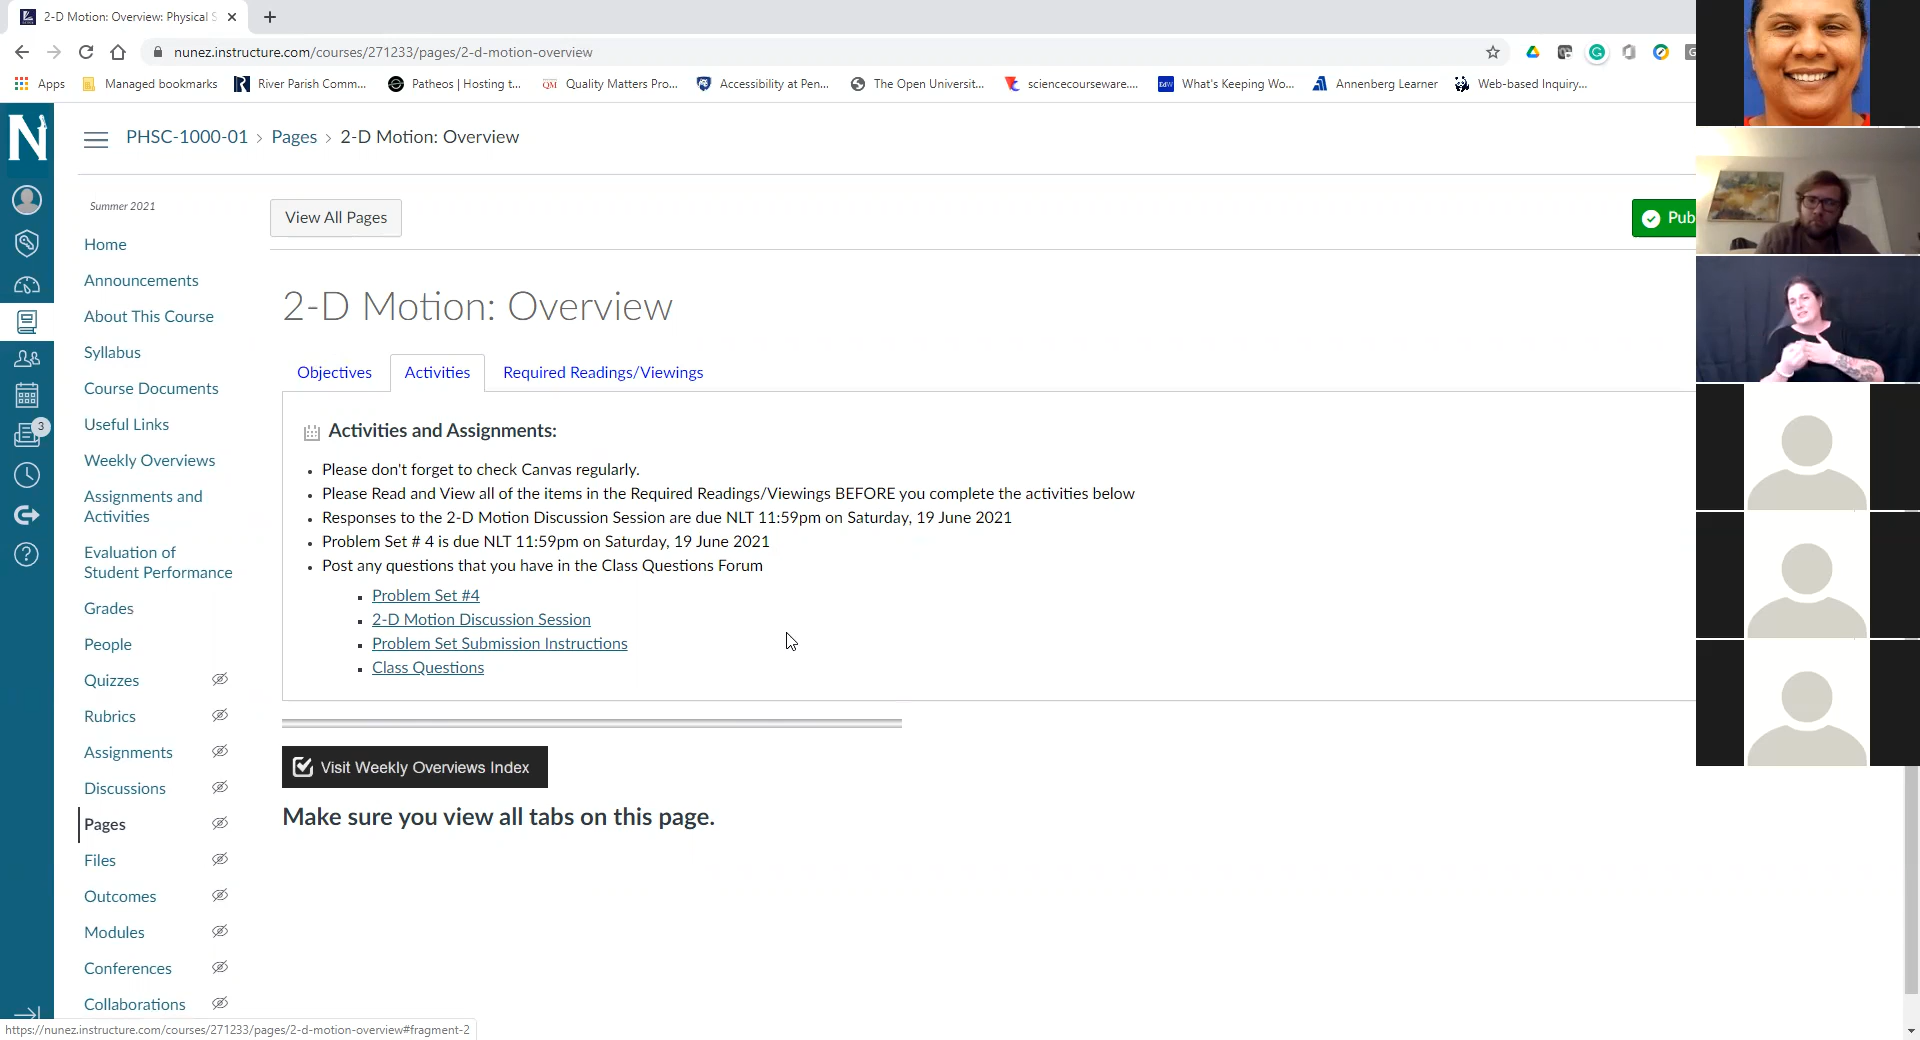 2-D Motion: Overview: Physical S
nunez.instructure.com/courses/271233/pages/2-d-motion-overview
Apps Managed bookmarks River Parish Comm... Patheos | Hosting t... Quality Matters Pro... Accessibility at Pen... The Open Universit... sciencecourseware.... What's Keeping Wo... Annenberg Learner Web-based Inquiry...
PHSC-1000-01 > Pages > 2-D Motion: Overview
Summer 2021
View All Pages
Pub
Home
Announcements
About This Course
Syllabus
Course Documents
Useful Links
Weekly Overviews
Assignments and
Activities
Evaluation of
Student Performance
Grades
People
Quizzes
Rubrics
Assignments
Discussions
Pages
Files
Outcomes
Modules
Conferences
Collaborations
3
2-D Motion: Overview
Objectives Activities Required Readings/Viewings
Activities and Assignments:
Please don't forget to check Canvas regularly.
Please Read and View all of the items in the Required Readings/Viewings BEFORE you complete the activities below
Responses to the 2-D Motion Discussion Session are due NLT 11:59pm on Saturday, 19 June 2021
Problem Set # 4 is due NLT 11:59pm on Saturday, 19 June 2021
Post any questions that you have in the Class Questions Forum
Problem Set #4
2-D Motion Discussion Session
Problem Set Submission Instructions
Class Questions
Visit Weekly Overviews Index
Make sure you view all tabs on this page.
https://nunez.instructure.com/courses/271233/pages/2-d-motion-overview#fragment-2